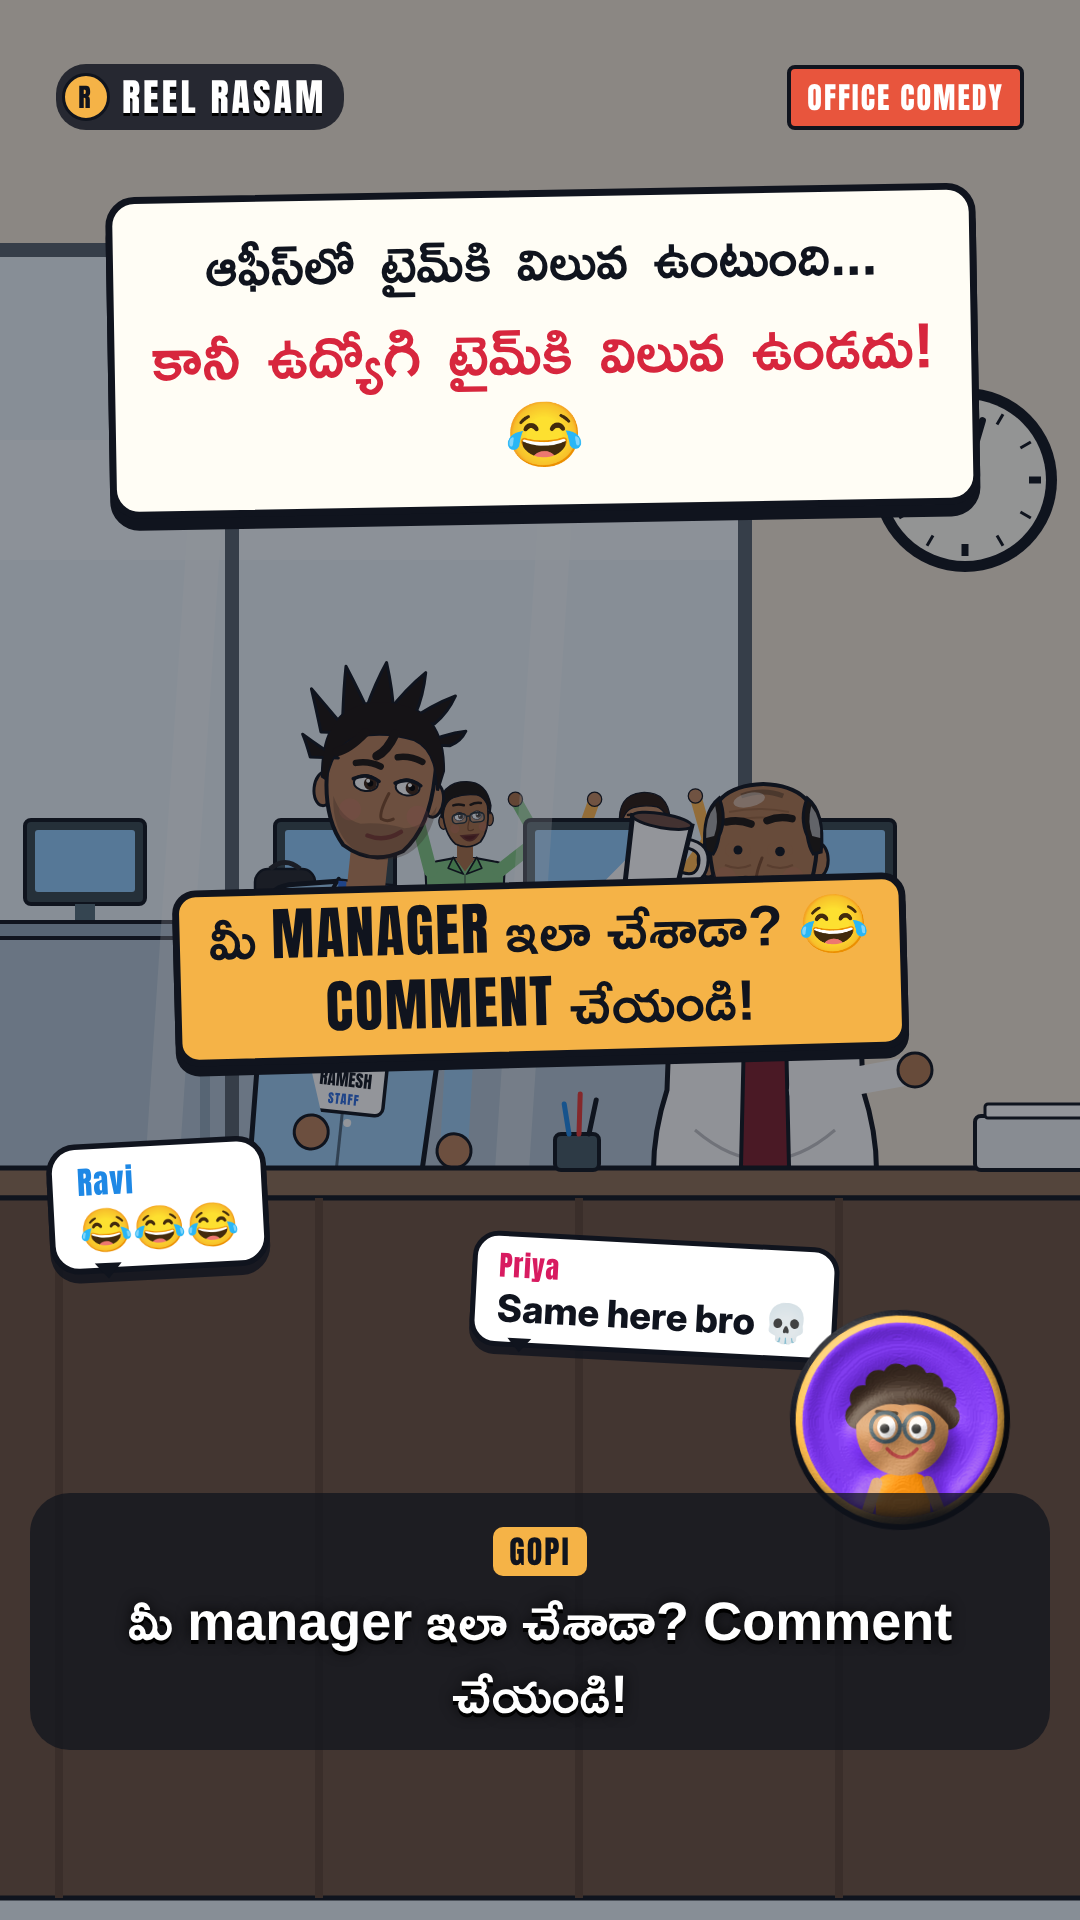 R REEL RASAM
OFFICE COMEDY
ఆఫీస్‌లో టైమ్‌కి విలువ ఉంటుంది...
కానీ ఉద్యోగి టైమ్‌కి విలువ ఉండదు!
😂
మీ MANAGER ఇలా చేశాడా? 😂
COMMENT చేయండి!
RAMESH
STAFF
Ravi
😂😂😂
Priya
Same here bro 💀
GOPI
మీ manager ఇలా చేశాడా? Comment
చేయండి!